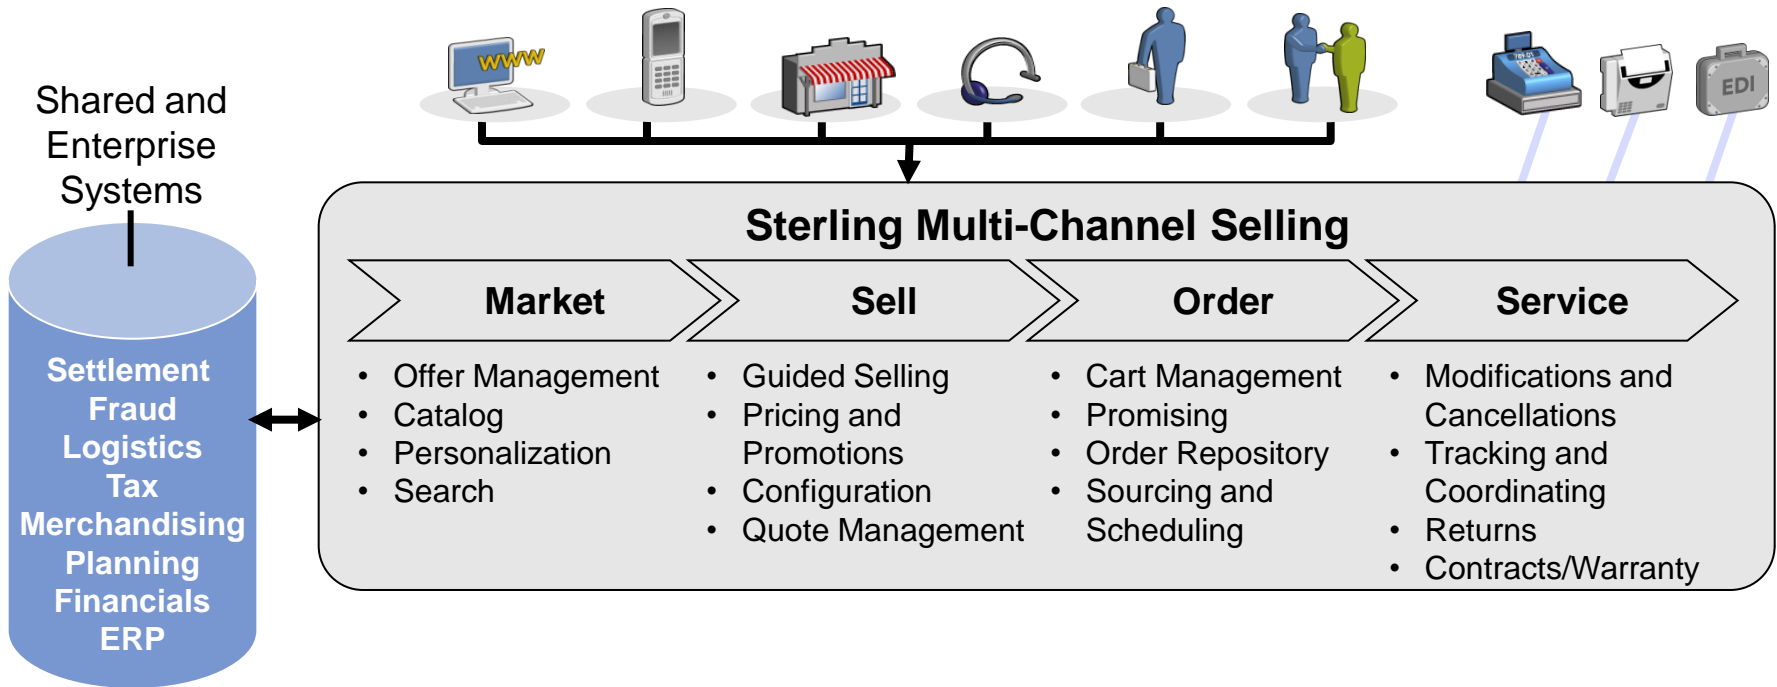 WWW
789.01
EDI
Shared and
Enterprise
Systems
Sterling Multi-Channel Selling
Market
Sell
Order
Service
Settlement
Fraud
Logistics
Tax
Merchandising
Planning
Financials
ERP
• Offer Management
• Catalog
• Personalization
• Search
• Guided Selling
• Pricing and
Promotions
• Configuration
• Quote Management
• Cart Management
• Promising
• Order Repository
• Sourcing and
Scheduling
• Modifications and
Cancellations
• Tracking and
Coordinating
• Returns
• Contracts/Warranty